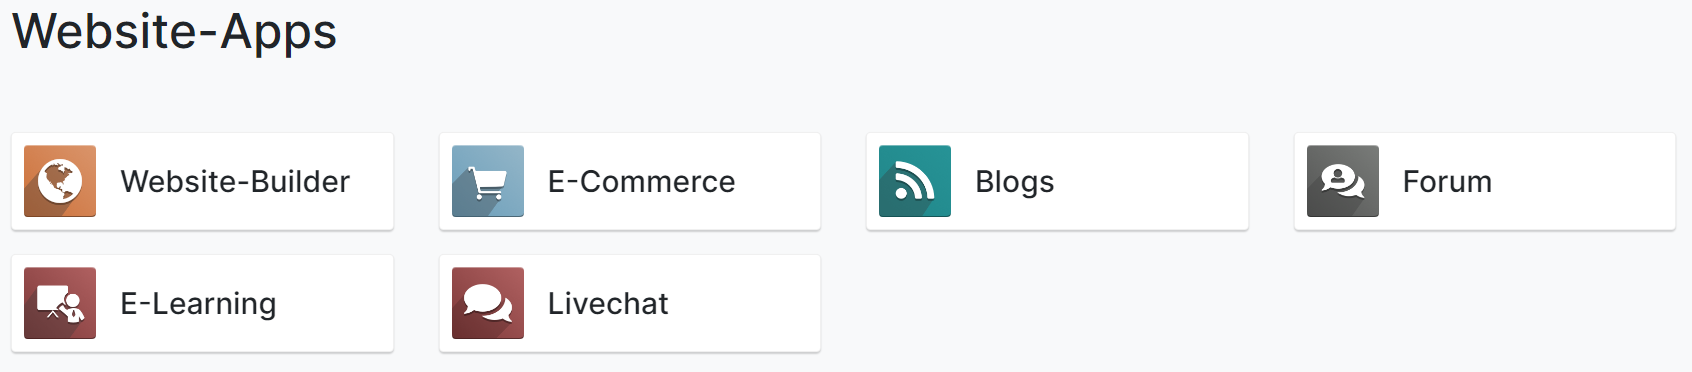 Website-Apps
Website-Builder
E-Commerce
Blogs
Forum
E-Learning
Livechat